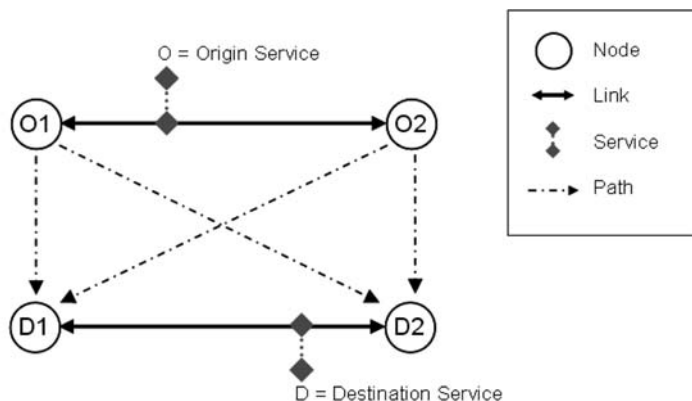 O = Origin Service
O1
O2
D1
D2
D = Destination Service
Node
Link
Service
Path